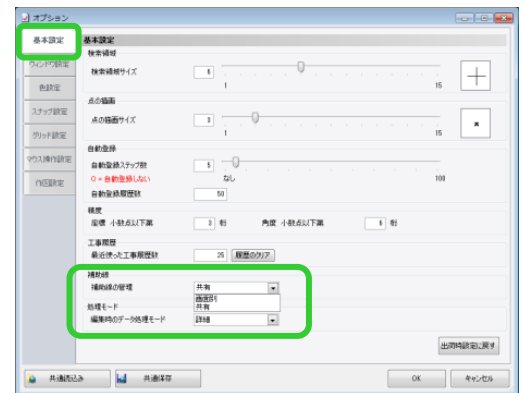 オプション
基本設定
ウィンドウ設定
色設定
スナップ設定
グリッド設定
マウス操作設定
作図設定
基本設定
検索領域
検索領域サイズ
1 15
点の描画
点の描画サイズ 3
1 15
自動登録
自動登録ステップ数 5
0 = 自動登録しない なし 100
自動登録履歴数 50
精度
座標 小数点以下第 3 桁 角度 小数点以下第 桁
工事履歴
最近使った工事履歴数 25 履歴のクリア
補助線
補助線の管理 共有
画面別
共有
処理モード
編集時のデータ処理モード 詳細
出荷時設定に戻す
共通読込み 共通保存 OK キャンセル